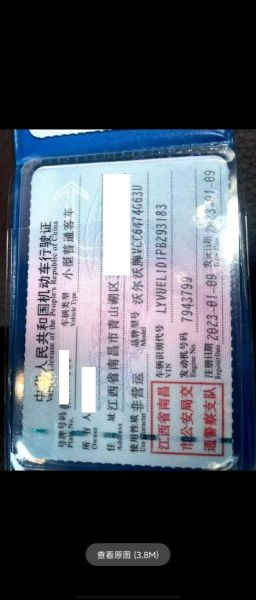 中华人民共和国机动车行驶证
Vehicle License of the People's Republic of China
号牌号码
Plate No.
车辆类型 小型普通客车
Vehicle Type
所有人
Owner
住址 江西省南昌市青山湖区
Address
使用性质 非营运
Use Character
品牌型号 沃尔沃牌VCC6474G63U
Model
车辆识别代号 LYVUEL1D1PB293183
VIN
发动机号码 7943799
Engine No.
注册日期 2023-01-09
Register Date
发证日期 2023-01-09
Issue Date
江西省南昌
市公安局交
通警察支队
查看原图 (3.8M)